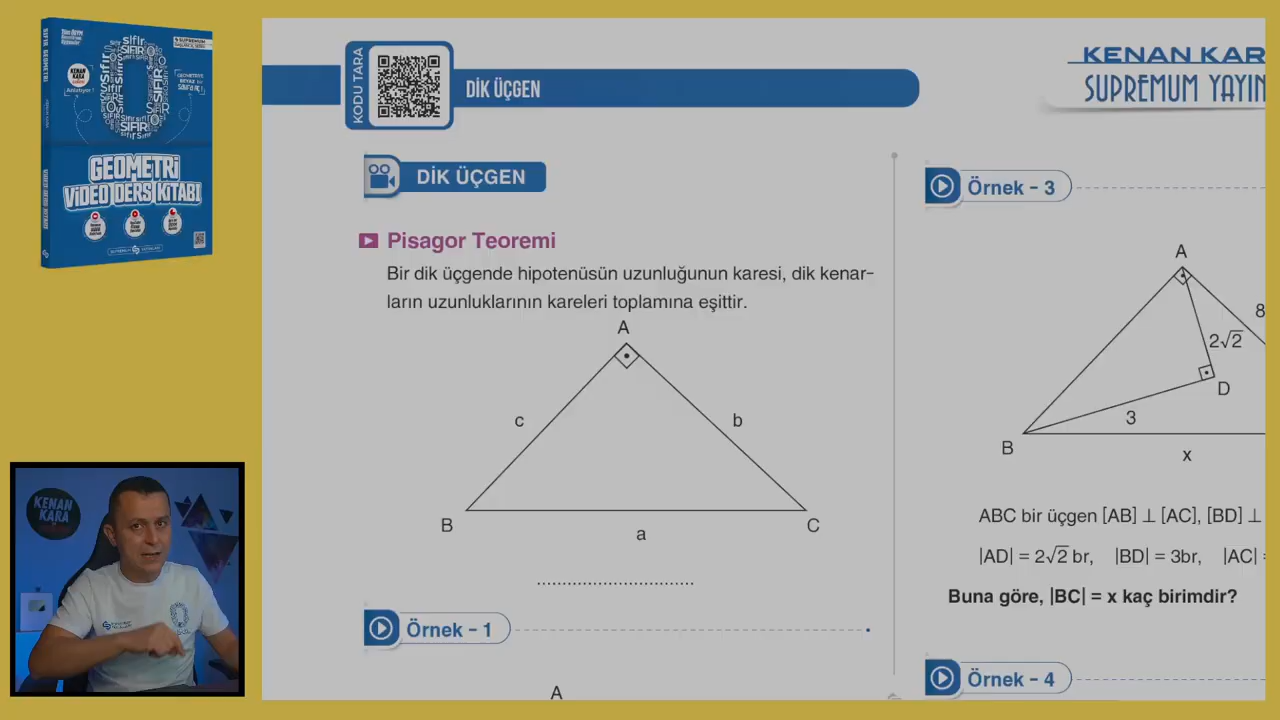 SIFIR
GEOMETRİ
VİDEO DERS KİTABI
KENAN
KARA
KODU TARA
DİK ÜÇGEN
KENAN KAR
SUPREMUM YAYIN
DİK ÜÇGEN
Pisagor Teoremi
Bir dik üçgende hipotenüsün uzunluğunun karesi, dik kenar-
ların uzunluklarının kareleri toplamına eşittir.
A
c
b
B
C
a
..............................
Örnek - 1
A
Örnek - 3
A
8
2√2
D
3
B
x
ABC bir üçgen [AB] ⊥ [AC], [BD] ⊥
|AD| = 2√2 br, |BD| = 3br, |AC| =
Buna göre, |BC| = x kaç birimdir?
Örnek - 4